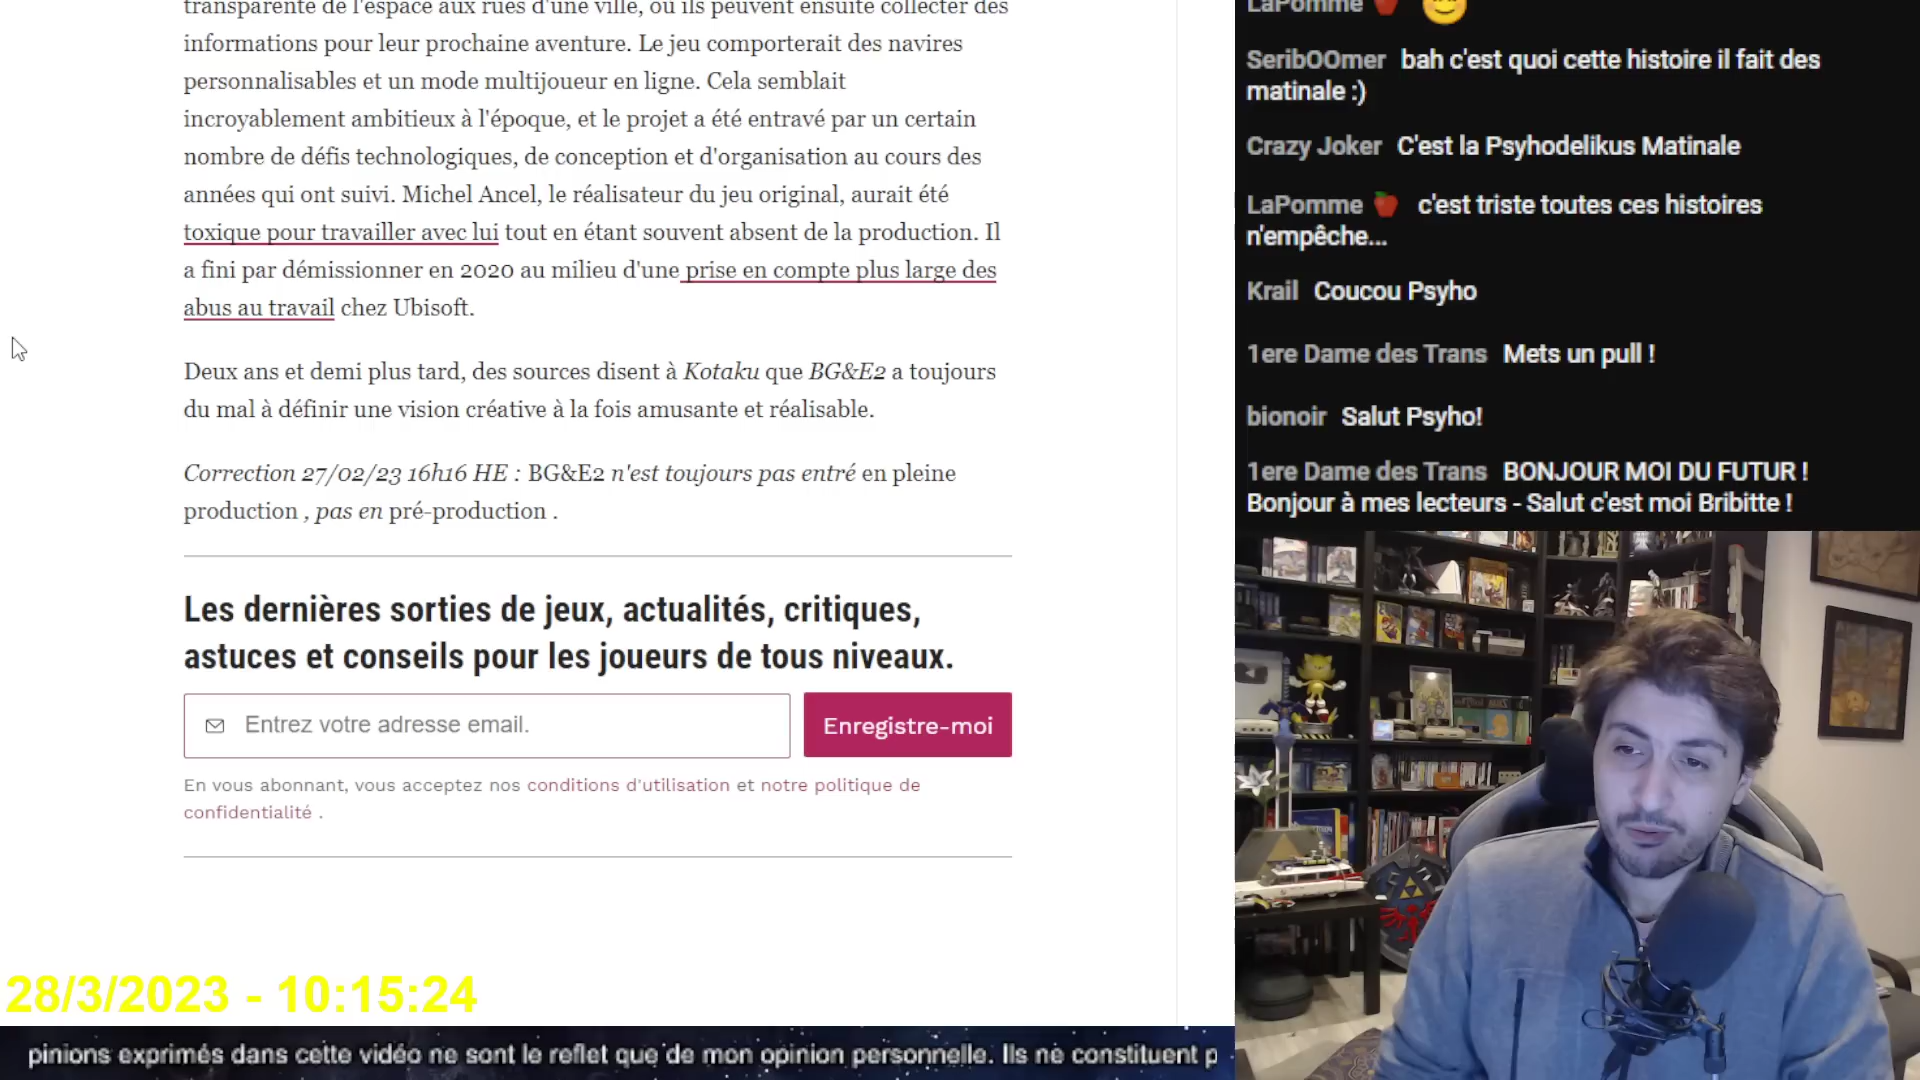 transparente de l'espace aux rues d'une ville, où ils peuvent ensuite collecter des
informations pour leur prochaine aventure. Le jeu comporterait des navires
personnalisables et un mode multijoueur en ligne. Cela semblait
incroyablement ambitieux à l'époque, et le projet a été entravé par un certain
nombre de défis technologiques, de conception et d'organisation au cours des
années qui ont suivi. Michel Ancel, le réalisateur du jeu original, aurait été
toxique pour travailler avec lui tout en étant souvent absent de la production. Il
a fini par démissionner en 2020 au milieu d'une prise en compte plus large des
abus au travail chez Ubisoft.
Deux ans et demi plus tard, des sources disent à Kotaku que BG&E2 a toujours
du mal à définir une vision créative à la fois amusante et réalisable.
Correction 27/02/23 16h16 HE : BG&E2 n'est toujours pas entré en pleine
production , pas en pré-production .
Les dernières sorties de jeux, actualités, critiques,
astuces et conseils pour les joueurs de tous niveaux.
Entrez votre adresse email.
Enregistre-moi
En vous abonnant, vous acceptez nos conditions d'utilisation et notre politique de
confidentialité .
28/3/2023 - 10:15:24
pinions exprimés dans cette vidéo ne sont le reflet que de mon opinion personnelle. Ils ne constituent p
LaPomme
SeribOOmer bah c'est quoi cette histoire il fait des
matinale :)
Crazy Joker C'est la Psyhodelikus Matinale
LaPomme c'est triste toutes ces histoires
n'empêche...
Krail Coucou Psyho
1ere Dame des Trans Mets un pull !
bionoir Salut Psyho!
1ere Dame des Trans BONJOUR MOI DU FUTUR !
Bonjour à mes lecteurs - Salut c'est moi Bribitte !